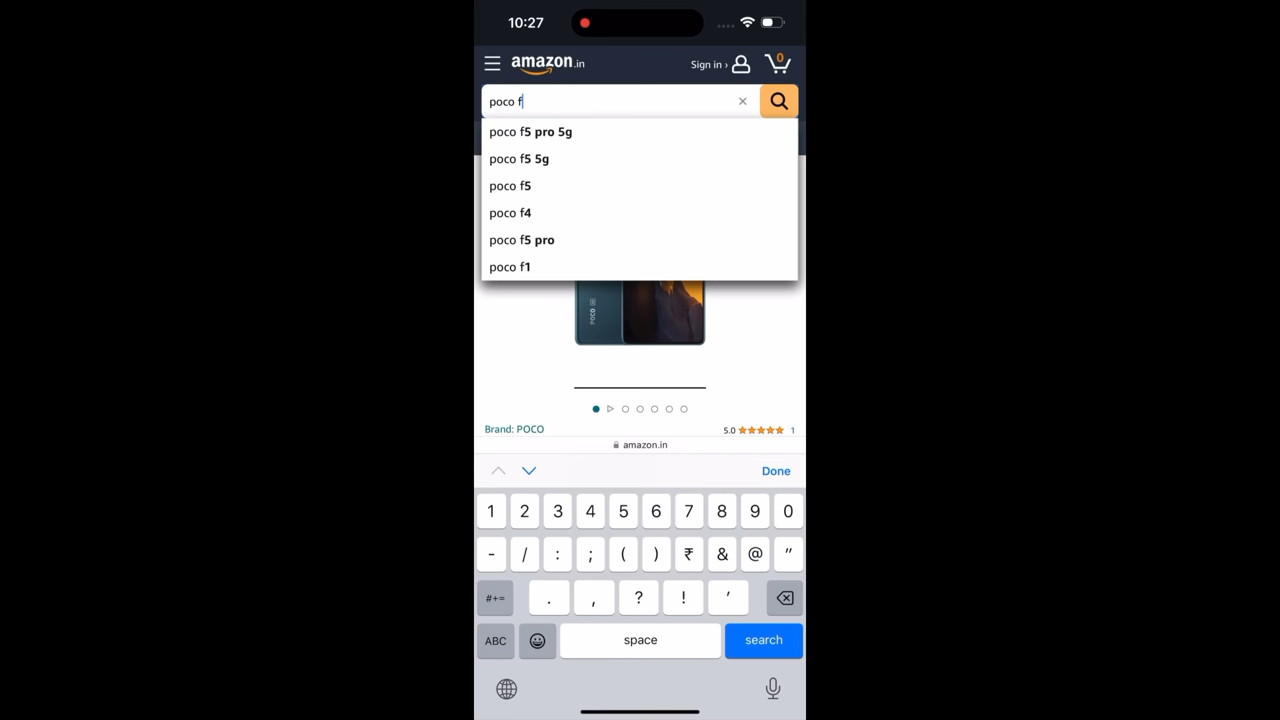 10:27
amazon.in
Sign in ›
0
poco f
poco f5 pro 5g
poco f5 5g
poco f5
poco f4
poco f5 pro
poco f1
POCO
Brand: POCO
5.0
1
amazon.in
Done
1 2 3 4 5 6 7 8 9 0
- / : ; ( ) ₹ & @ "
#+= . , ? ! '
ABC space search